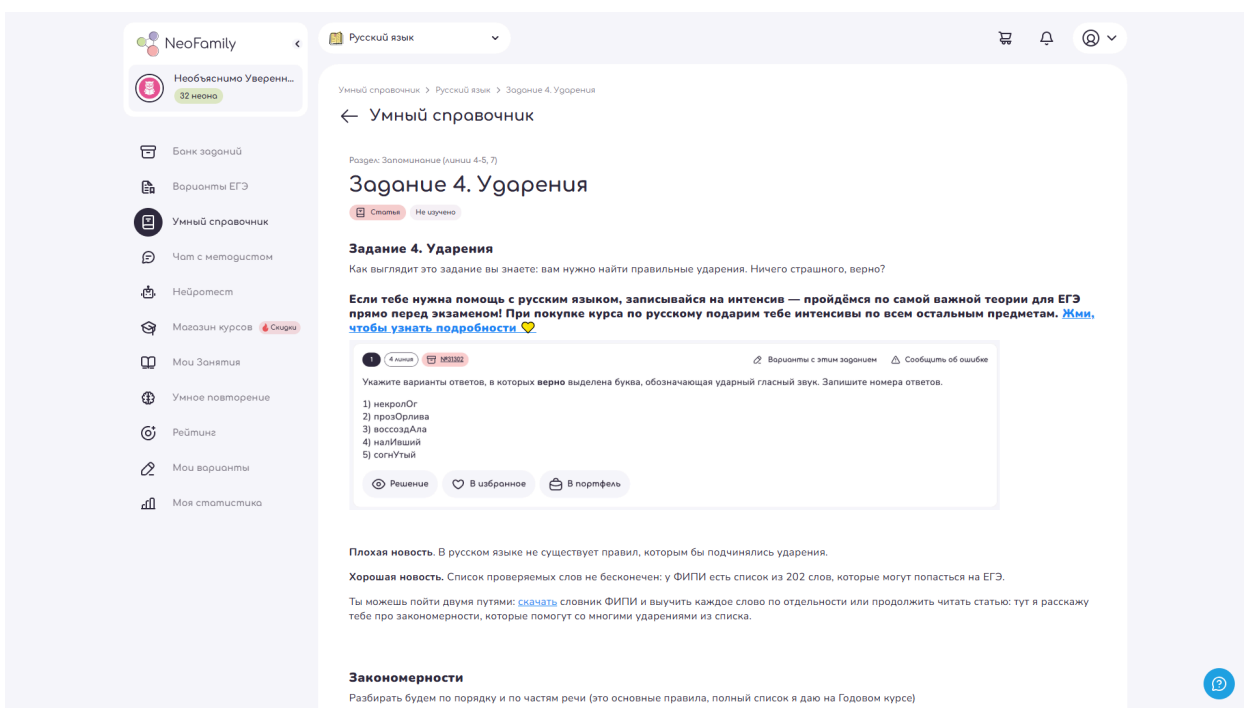 NeoFamily
Русский язык
Необъяснимо Уверенн...
32 неона
Умный справочник > Русский язык > Задание 4. Ударения
Умный справочник
Банк заданий
Варианты ЕГЭ
Умный справочник
Чат с методистом
Нейротест
Магазин курсов Скидки
Мои Занятия
Умное повторение
Рейтинг
Мои варианты
Моя статистика
Раздел: Запоминание (линии 4-5, 7)
Задание 4. Ударения
Статья Не изучено
Задание 4. Ударения
Как выглядит это задание вы знаете: вам нужно найти правильные ударения. Ничего страшного, верно?
Если тебе нужна помощь с русским языком, записывайся на интенсив — пройдёмся по самой важной теории для ЕГЭ
прямо перед экзаменом! При покупке курса по русскому подарим тебе интенсивы по всем остальным предметам. Жми,
чтобы узнать подробности 💛
1 4 линия №31302 Варианты с этим заданием Сообщить об ошибке
Укажите варианты ответов, в которых верно выделена буква, обозначающая ударный гласный звук. Запишите номера ответов.
1) некролОг
2) прозОрлива
3) воссоздАла
4) налИвший
5) согнУтый
Решение В избранное В портфель
Плохая новость. В русском языке не существует правил, которым бы подчинялись ударения.
Хорошая новость. Список проверяемых слов не бесконечен: у ФИПИ есть список из 202 слов, которые могут попасться на ЕГЭ.
Ты можешь пойти двумя путями: скачать словник ФИПИ и выучить каждое слово по отдельности или продолжить читать статью: тут я расскажу
тебе про закономерности, которые помогут со многими ударениями из списка.
Закономерности
Разбирать будем по порядку и по частям речи (это основные правила, полный список я даю на Годовом курсе)